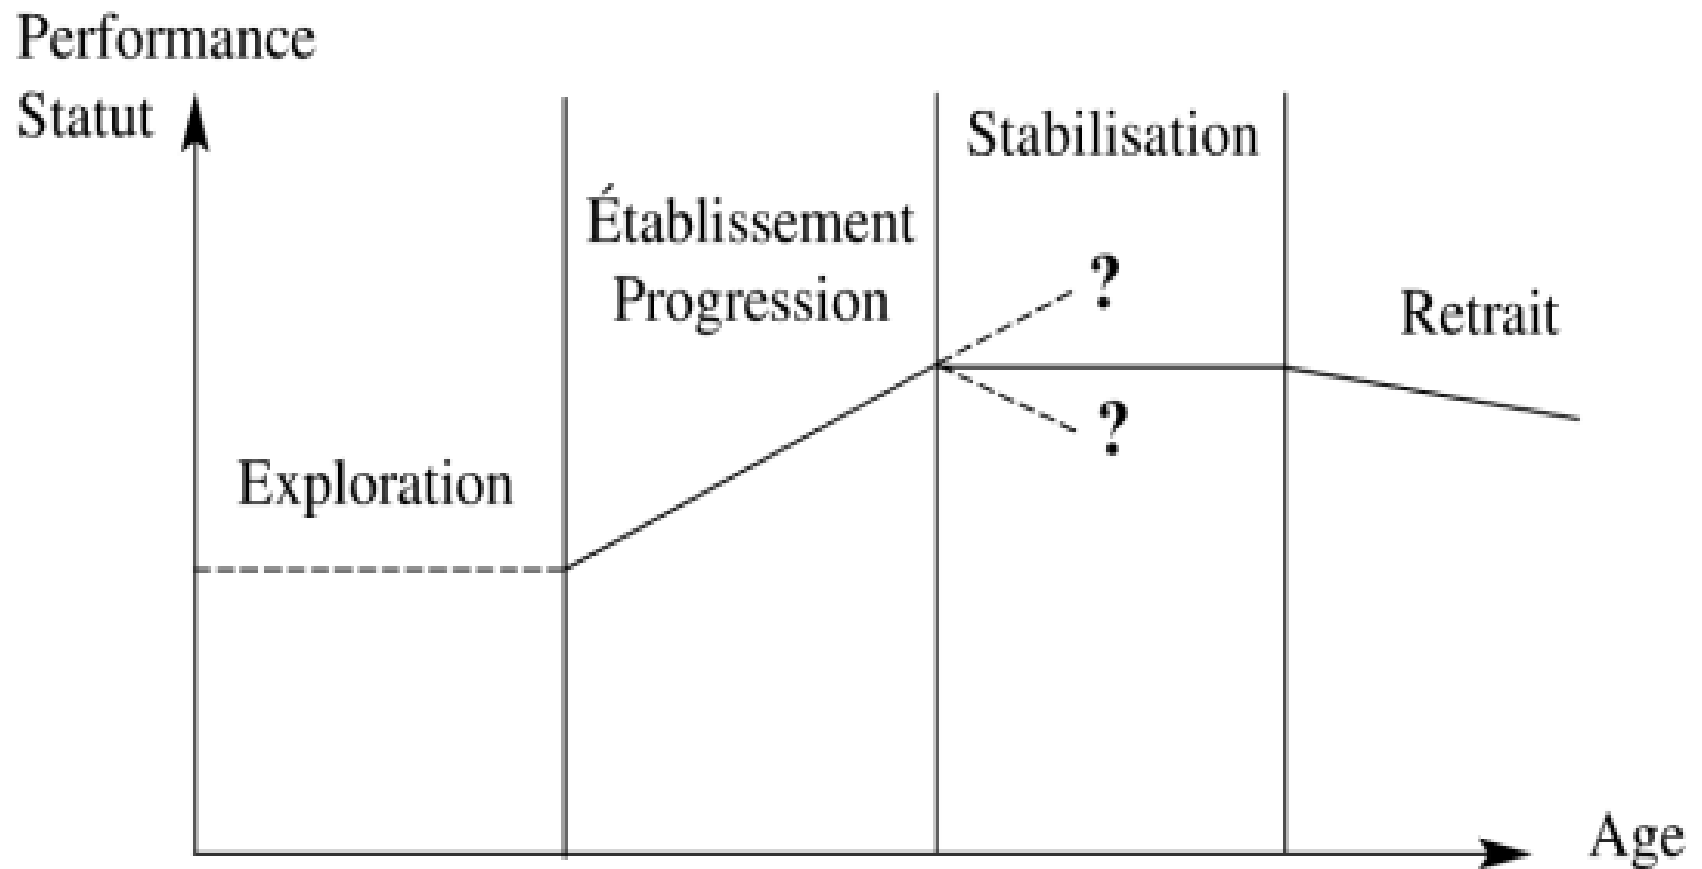 Performance
Statut
Stabilisation
Établissement
Progression
?
Retrait
?
Exploration
Age